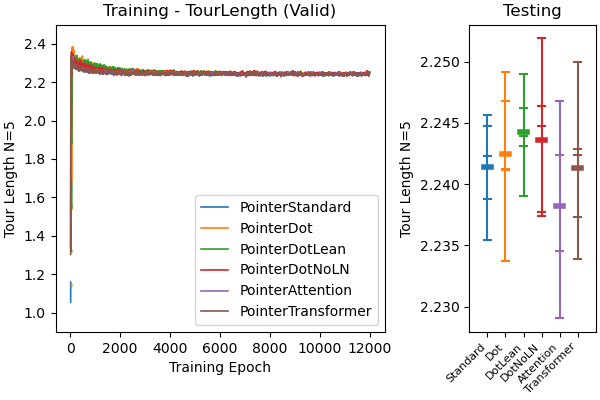 Training - TourLength (Valid)
Tour Length N=5
2.4
2.2
2.0
1.8
1.6
1.4
1.2
1.0
PointerStandard
PointerDot
PointerDotLean
PointerDotNoLN
PointerAttention
PointerTransformer
0 2000 4000 6000 8000 10000 12000
Training Epoch
Testing
Tour Length N=5
2.250
2.245
2.240
2.235
2.230
Standard
Dot
DotLean
DotNoLN
Attention
Transformer